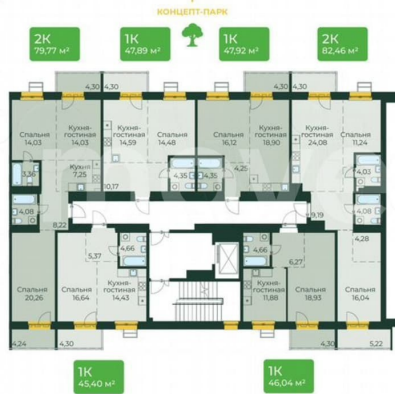 КОНЦЕПТ-ПАРК
2К
79,77 м²
1К
47,89 м²
1К
47,92 м²
2К
82,46 м²
4,30
4,30
4,30
4,30
Спальня
14,03
Кухня-
гостиная
14,03
Кухня-
гостиная
14,59
Спальня
14,48
Спальня
16,12
Кухня-
гостиная
18,90
Кухня-
гостиная
24,08
Спальня
11,24
Кухня
7,25
3,36
10,17
4,35
4,35
4,25
4,03
4,08
8,22
9,19
4,08
5,37
4,66
4,66
6,27
4,28
Спальня
20,26
Спальня
16,64
Кухня-
гостиная
14,43
Кухня-
гостиная
11,88
Спальня
18,93
Спальня
16,04
4,24
4,30
4,30
5,22
1К
45,40 м²
1К
46,04 м²
move